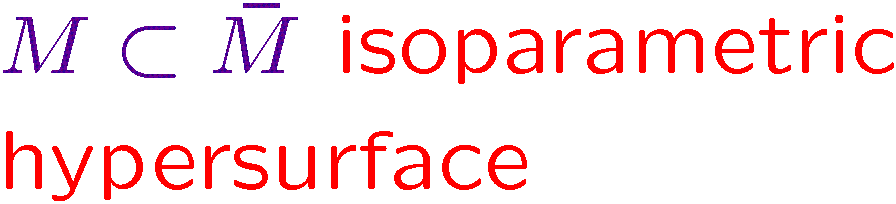 M ⊂ M̄ isoparametric
hypersurface